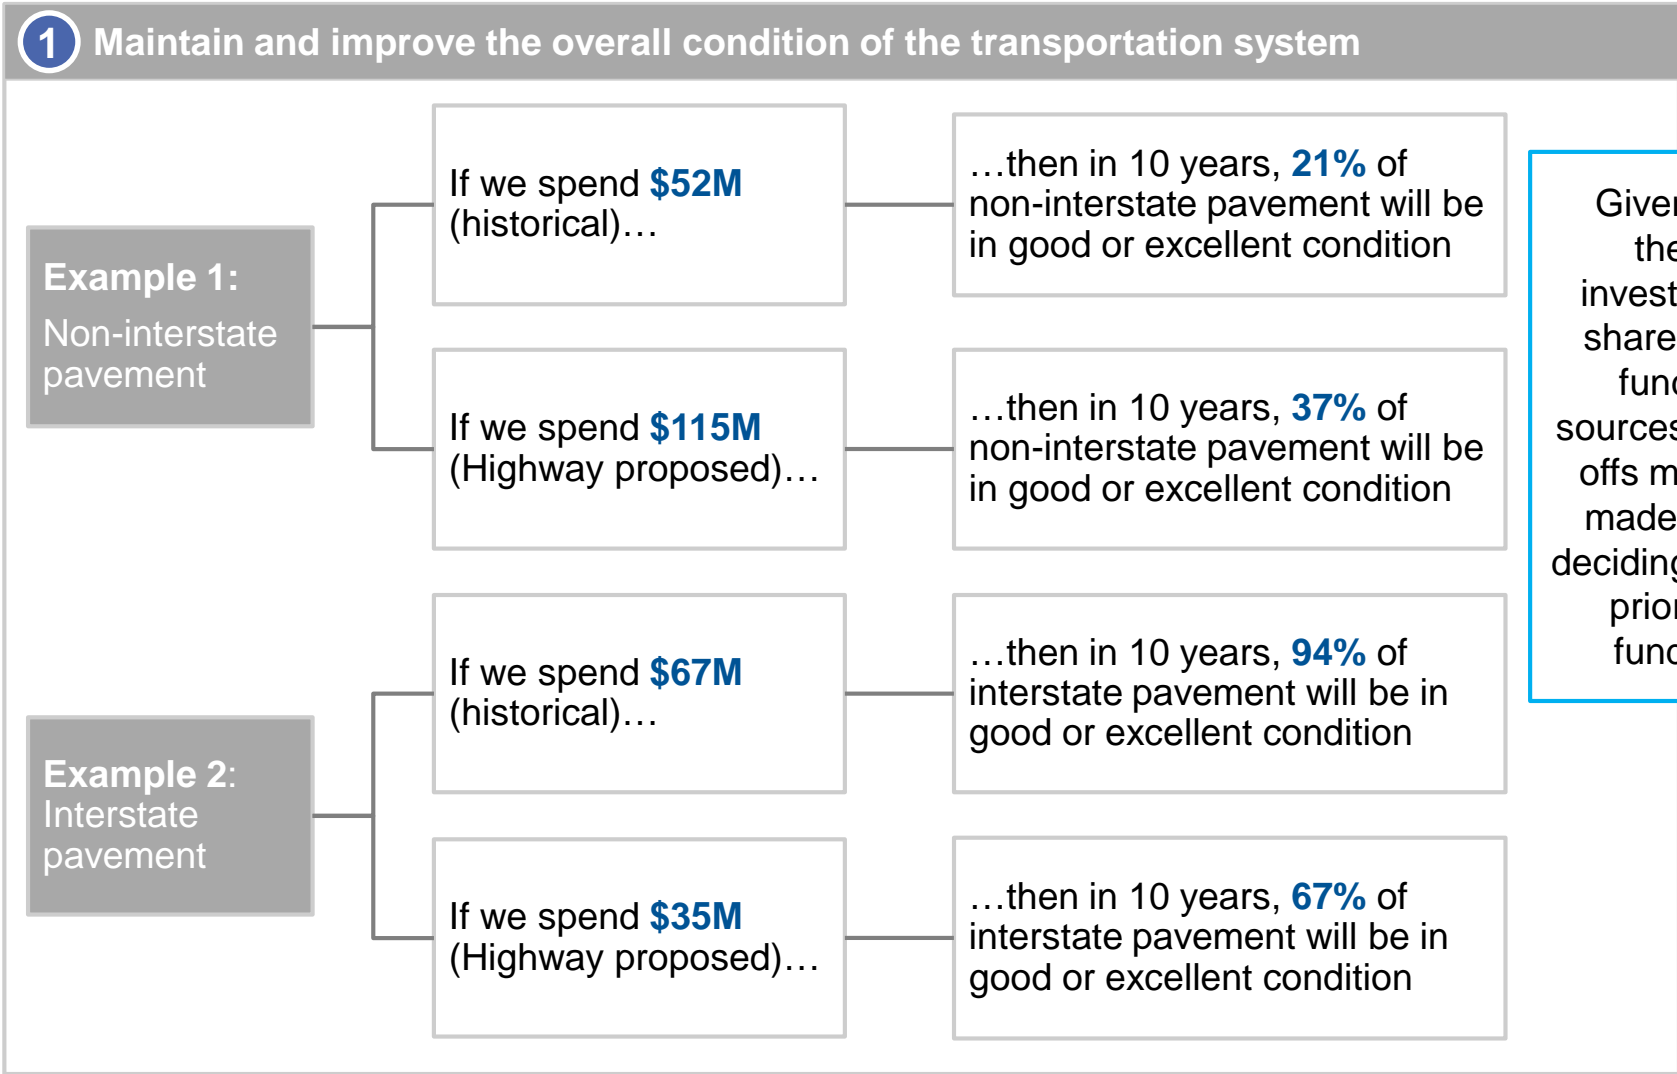 1 Maintain and improve the overall condition of the transportation system
Example 1:
Non-interstate
pavement
If we spend $52M
(historical)…
…then in 10 years, 21% of
non-interstate pavement will be
in good or excellent condition
If we spend $115M
(Highway proposed)…
…then in 10 years, 37% of
non-interstate pavement will be
in good or excellent condition
Example 2:
Interstate
pavement
If we spend $67M
(historical)…
…then in 10 years, 94% of
interstate pavement will be in
good or excellent condition
If we spend $35M
(Highway proposed)…
…then in 10 years, 67% of
interstate pavement will be in
good or excellent condition
invest
share
sources
offs
made